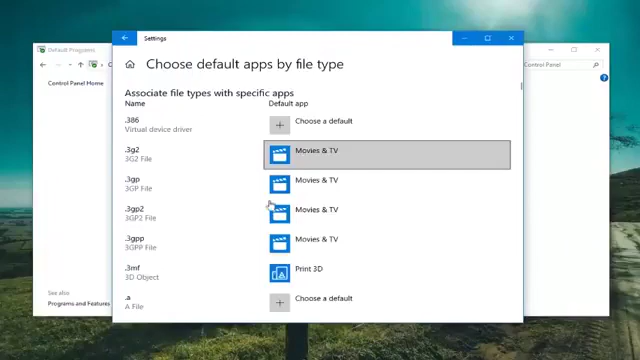 Default Programs
Settings
Control Panel
Control Panel Home
Choose default apps by file type
Associate file types with specific apps
Name
Default app
.386
Virtual device driver
Choose a default
.3g2
3G2 File
Movies & TV
.3gp
3GP File
Movies & TV
.3gp2
3GP2 File
Movies & TV
.3gpp
3GPP File
Movies & TV
.3mf
3D Object
Print 3D
.a
A File
Choose a default
See also
Programs and Features